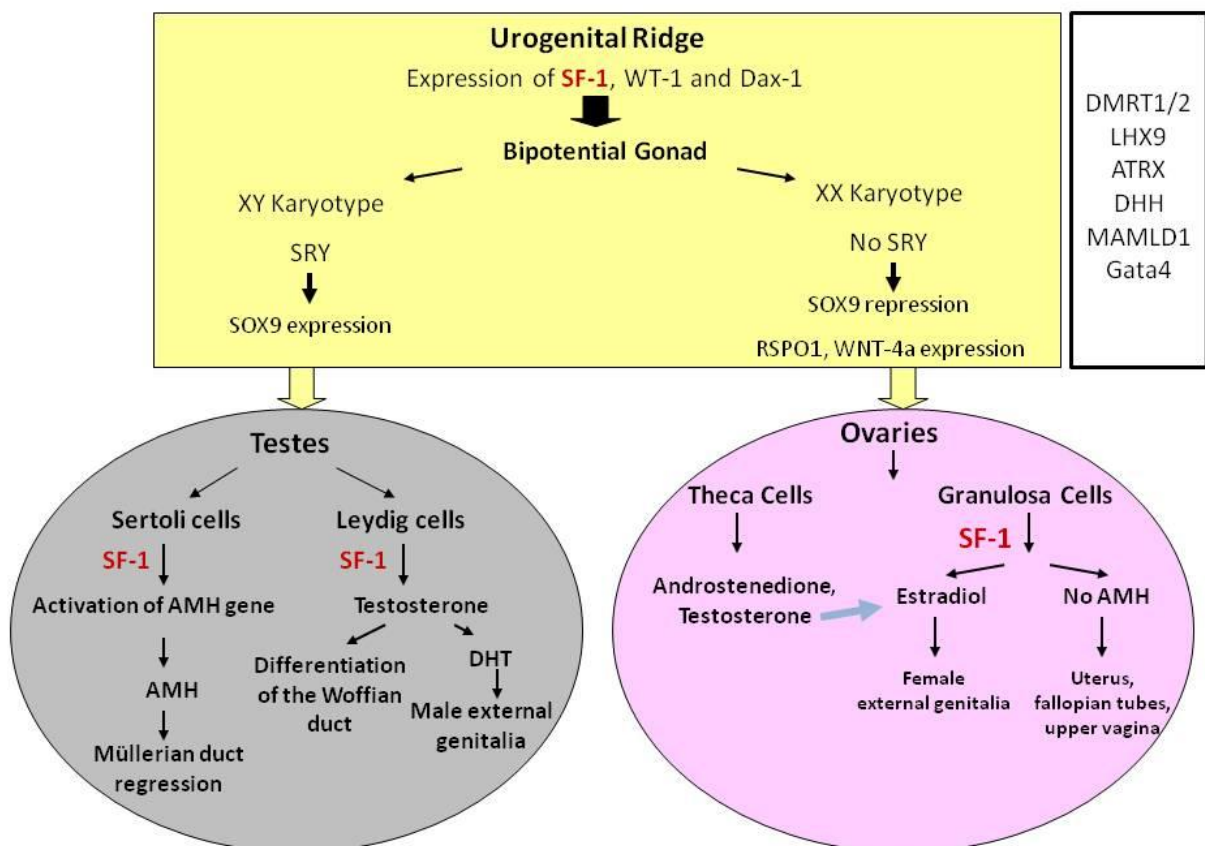 Urogenital Ridge
Expression of SF-1, WT-1 and Dax-1
Bipotential Gonad
XY Karyotype
SRY
SOX9 expression
XX Karyotype
No SRY
SOX9 repression
RSPO1, WNT-4a expression
DMRT1/2
LHX9
ATRX
DHH
MAMLD1
Gata4
Testes
Sertoli cells
SF-1
Activation of AMH gene
AMH
Müllerian duct
regression
Leydig cells
SF-1
Testosterone
Differentiation
of the Woffian
duct
DHT
Male external
genitalia
Ovaries
Theca Cells
Androstenedione,
Testosterone
Granulosa Cells
SF-1
Estradiol
Female
external genitalia
No AMH
Uterus,
fallopian tubes,
upper vagina